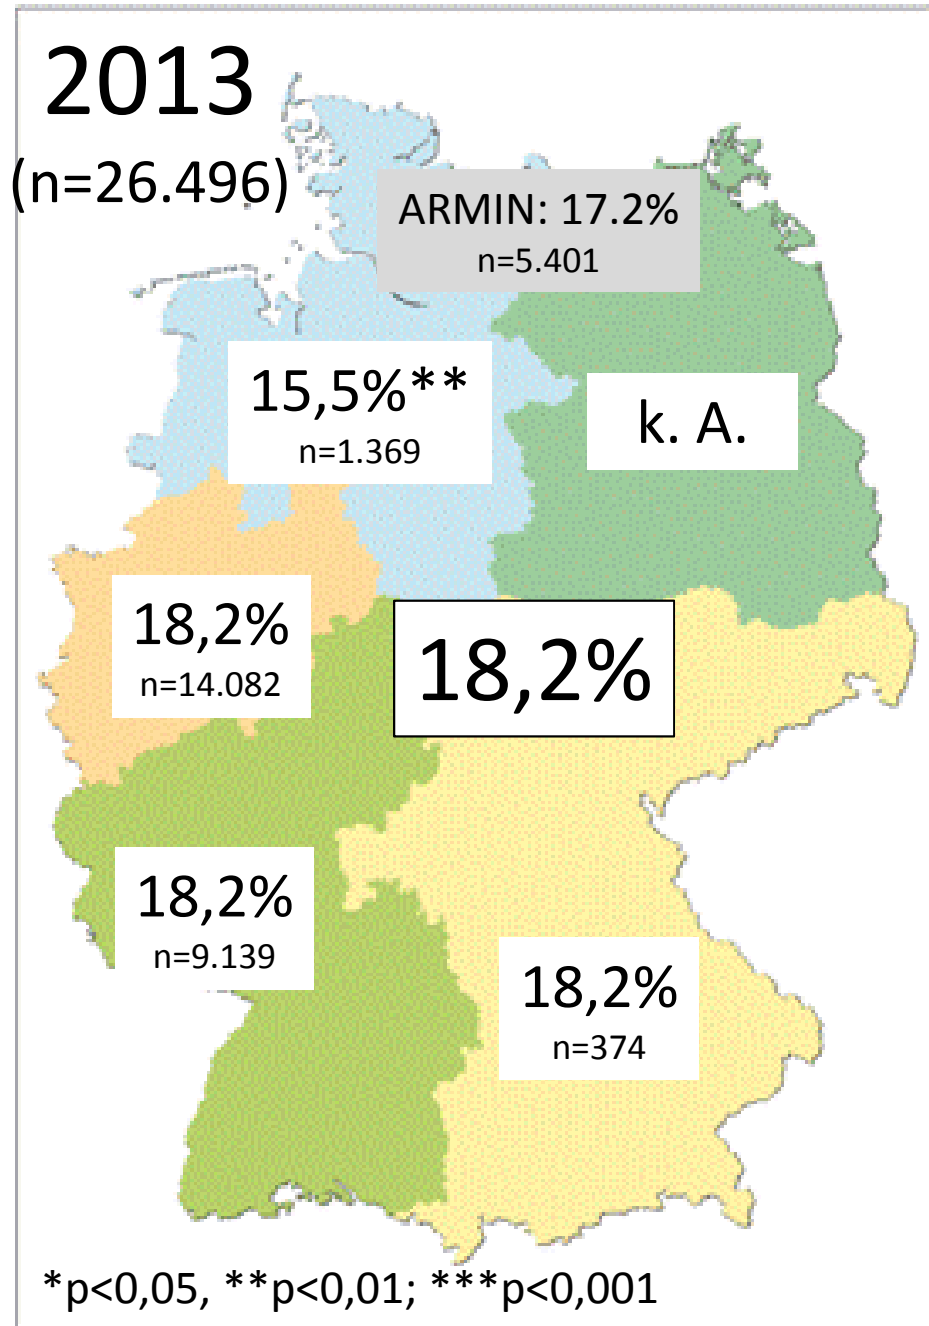 2013
(n=26.496)
ARMIN: 17.2%
n=5.401
15,5%**
n=1.369
k. A.
18,2%
n=14.082
18,2%
18,2%
n=9.139
18,2%
n=374
*p<0,05, **p<0,01; ***p<0,001